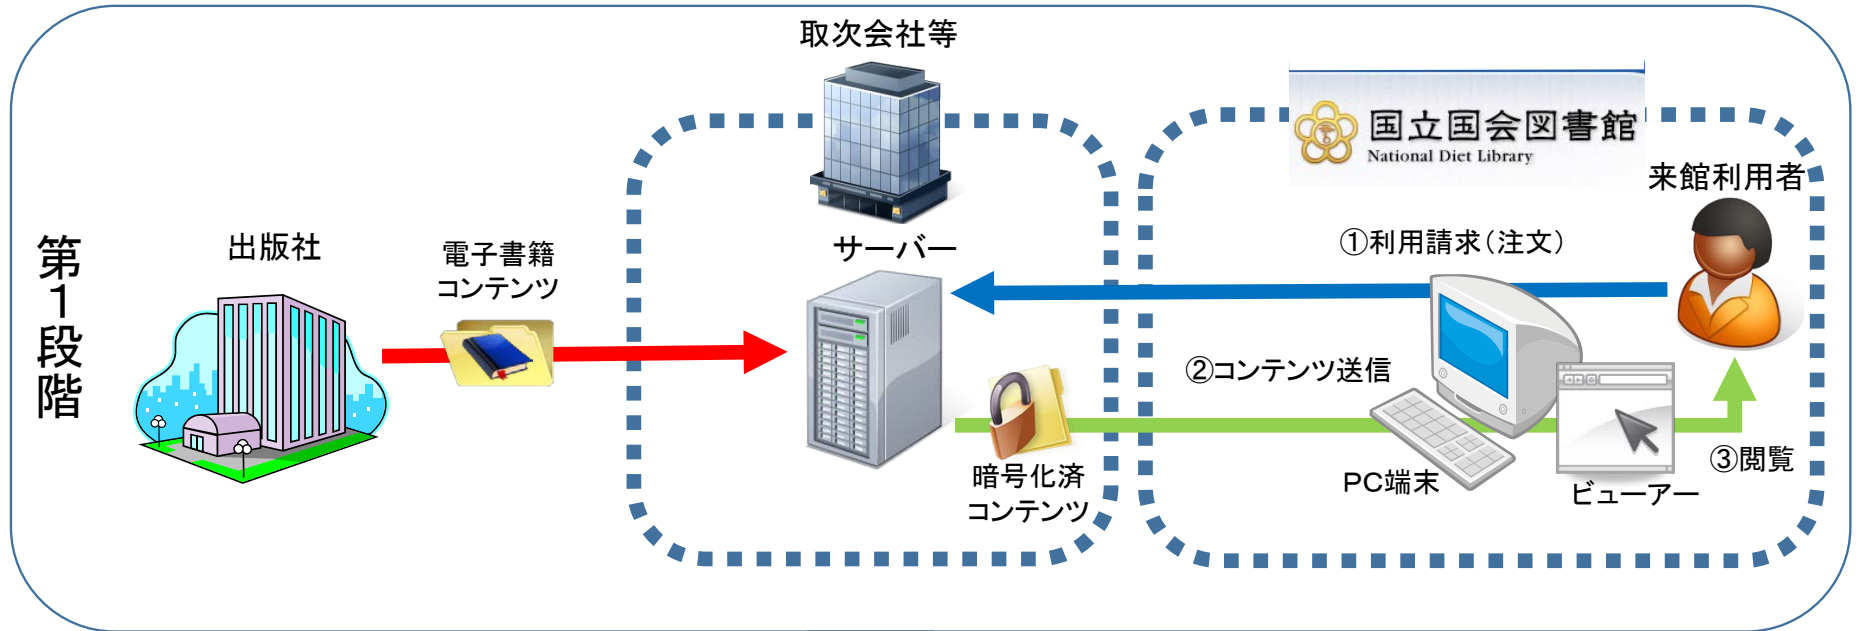 第1段階
出版社
電子書籍
コンテンツ
取次会社等
サーバー
暗号化済
コンテンツ
国立国会図書館
National Diet Library
来館利用者
①利用請求（注文）
②コンテンツ送信
PC端末
ビューアー
③閲覧